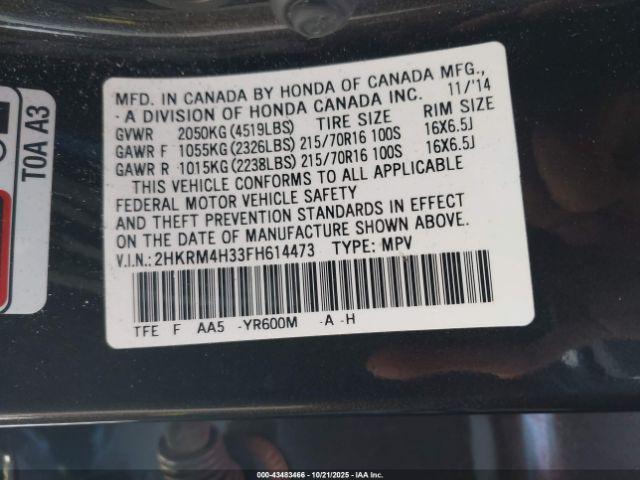 MFD. IN CANADA BY HONDA OF CANADA MFG.,
- A DIVISION OF HONDA CANADA INC. 11/'14
GVWR 2050KG(4519LBS) TIRE SIZE RIM SIZE
GAWR F 1055KG(2326LBS) 215/70R16 100S 16X6.5J
GAWR R 1015KG(2238LBS) 215/70R16 100S 16X6.5J
THIS VEHICLE CONFORMS TO ALL APPLICABLE
FEDERAL MOTOR VEHICLE SAFETY
AND THEFT PREVENTION STANDARDS IN EFFECT
ON THE DATE OF MANUFACTURE SHOWN ABOVE.
V.I.N.: 2HKRM4H33FH614473 TYPE: MPV
TFE F AA5 -YR600M -A -H
TOA A3
000-43483466 - 10/21/2025 - IAA Inc.